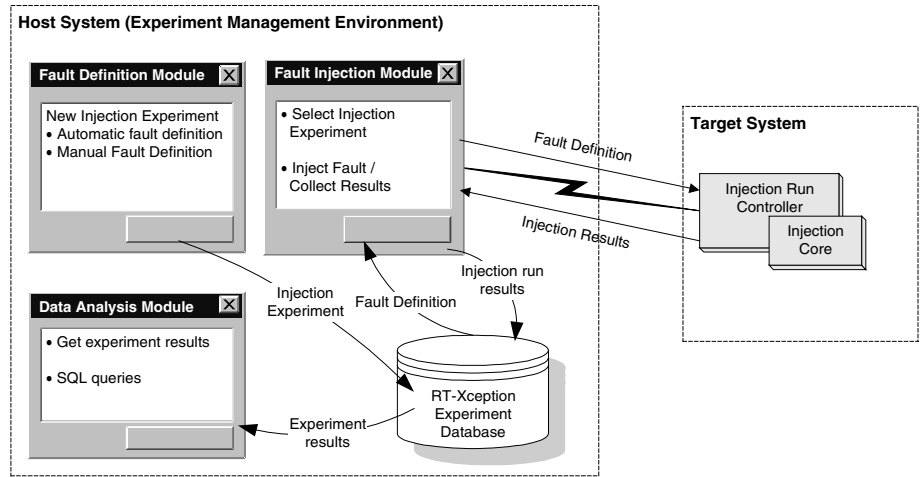 Host System (Experiment Management Environment)
Fault Definition Module
X
New Injection Experiment
• Automatic fault definition
• Manual Fault Definition
Fault Injection Module
X
• Select Injection
Experiment
• Inject Fault /
Collect Results
Fault Definition
Injection Results
Target System
Injection Run
Controller
Injection
Core
Injection
Experiment
Fault Definition
Injection run
results
Data Analysis Module
X
• Get experiment results
• SQL queries
Experiment
results
RT-Xception
Experiment
Database